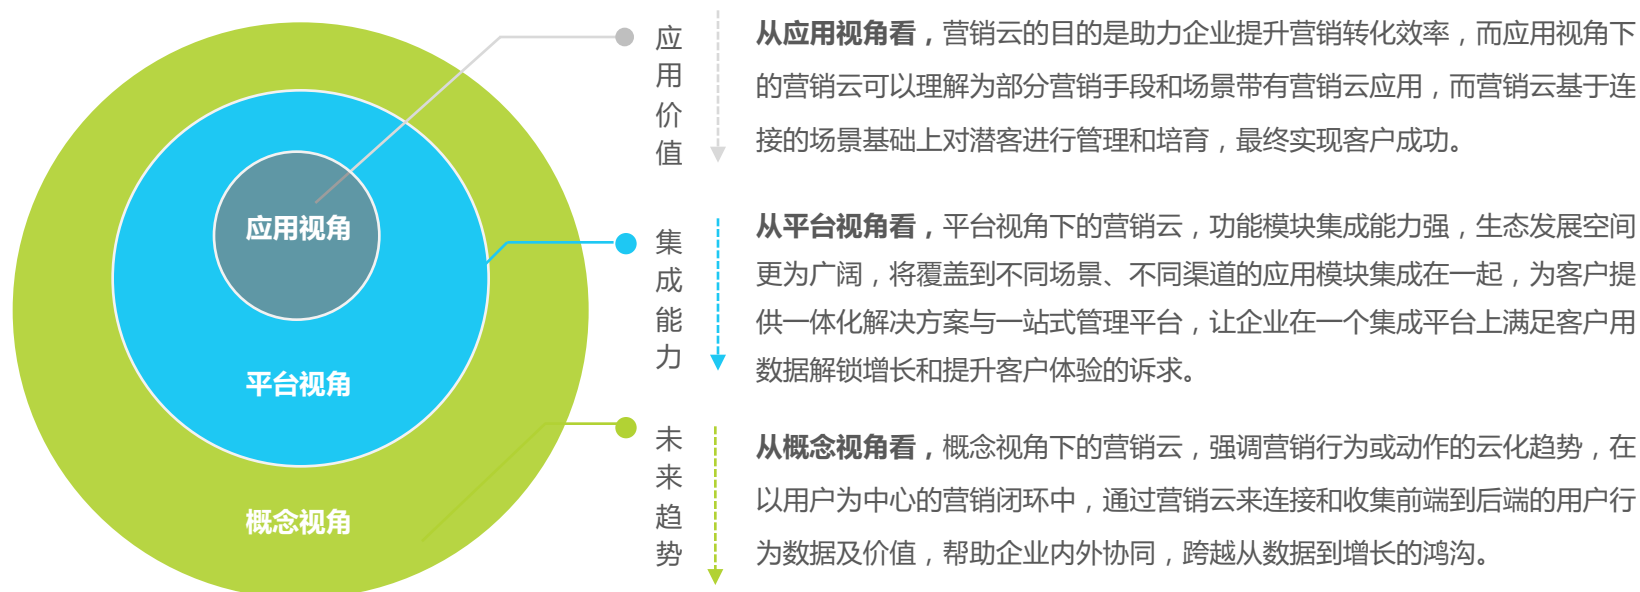 应用视角
平台视角
概念视角
应用价值
从应用视角看，营销云的目的是助力企业提升营销转化效率，而应用视角下
的营销云可以理解为部分营销手段和场景带有营销云应用，而营销云基于连
接的场景基础上对潜客进行管理和培育，最终实现客户成功。
集成能力
从平台视角看，平台视角下的营销云，功能模块集成能力强，生态发展空间
更为广阔，将覆盖到不同场景、不同渠道的应用模块集成在一起，为客户提
供一体化解决方案与一站式管理平台，让企业在一个集成平台上满足客户用
数据解锁增长和提升客户体验的诉求。
未来趋势
从概念视角看，概念视角下的营销云，强调营销行为或动作的云化趋势，在
以用户为中心的营销闭环中，通过营销云来连接和收集前端到后端的用户行
为数据及价值，帮助企业内外协同，跨越从数据到增长的鸿沟。